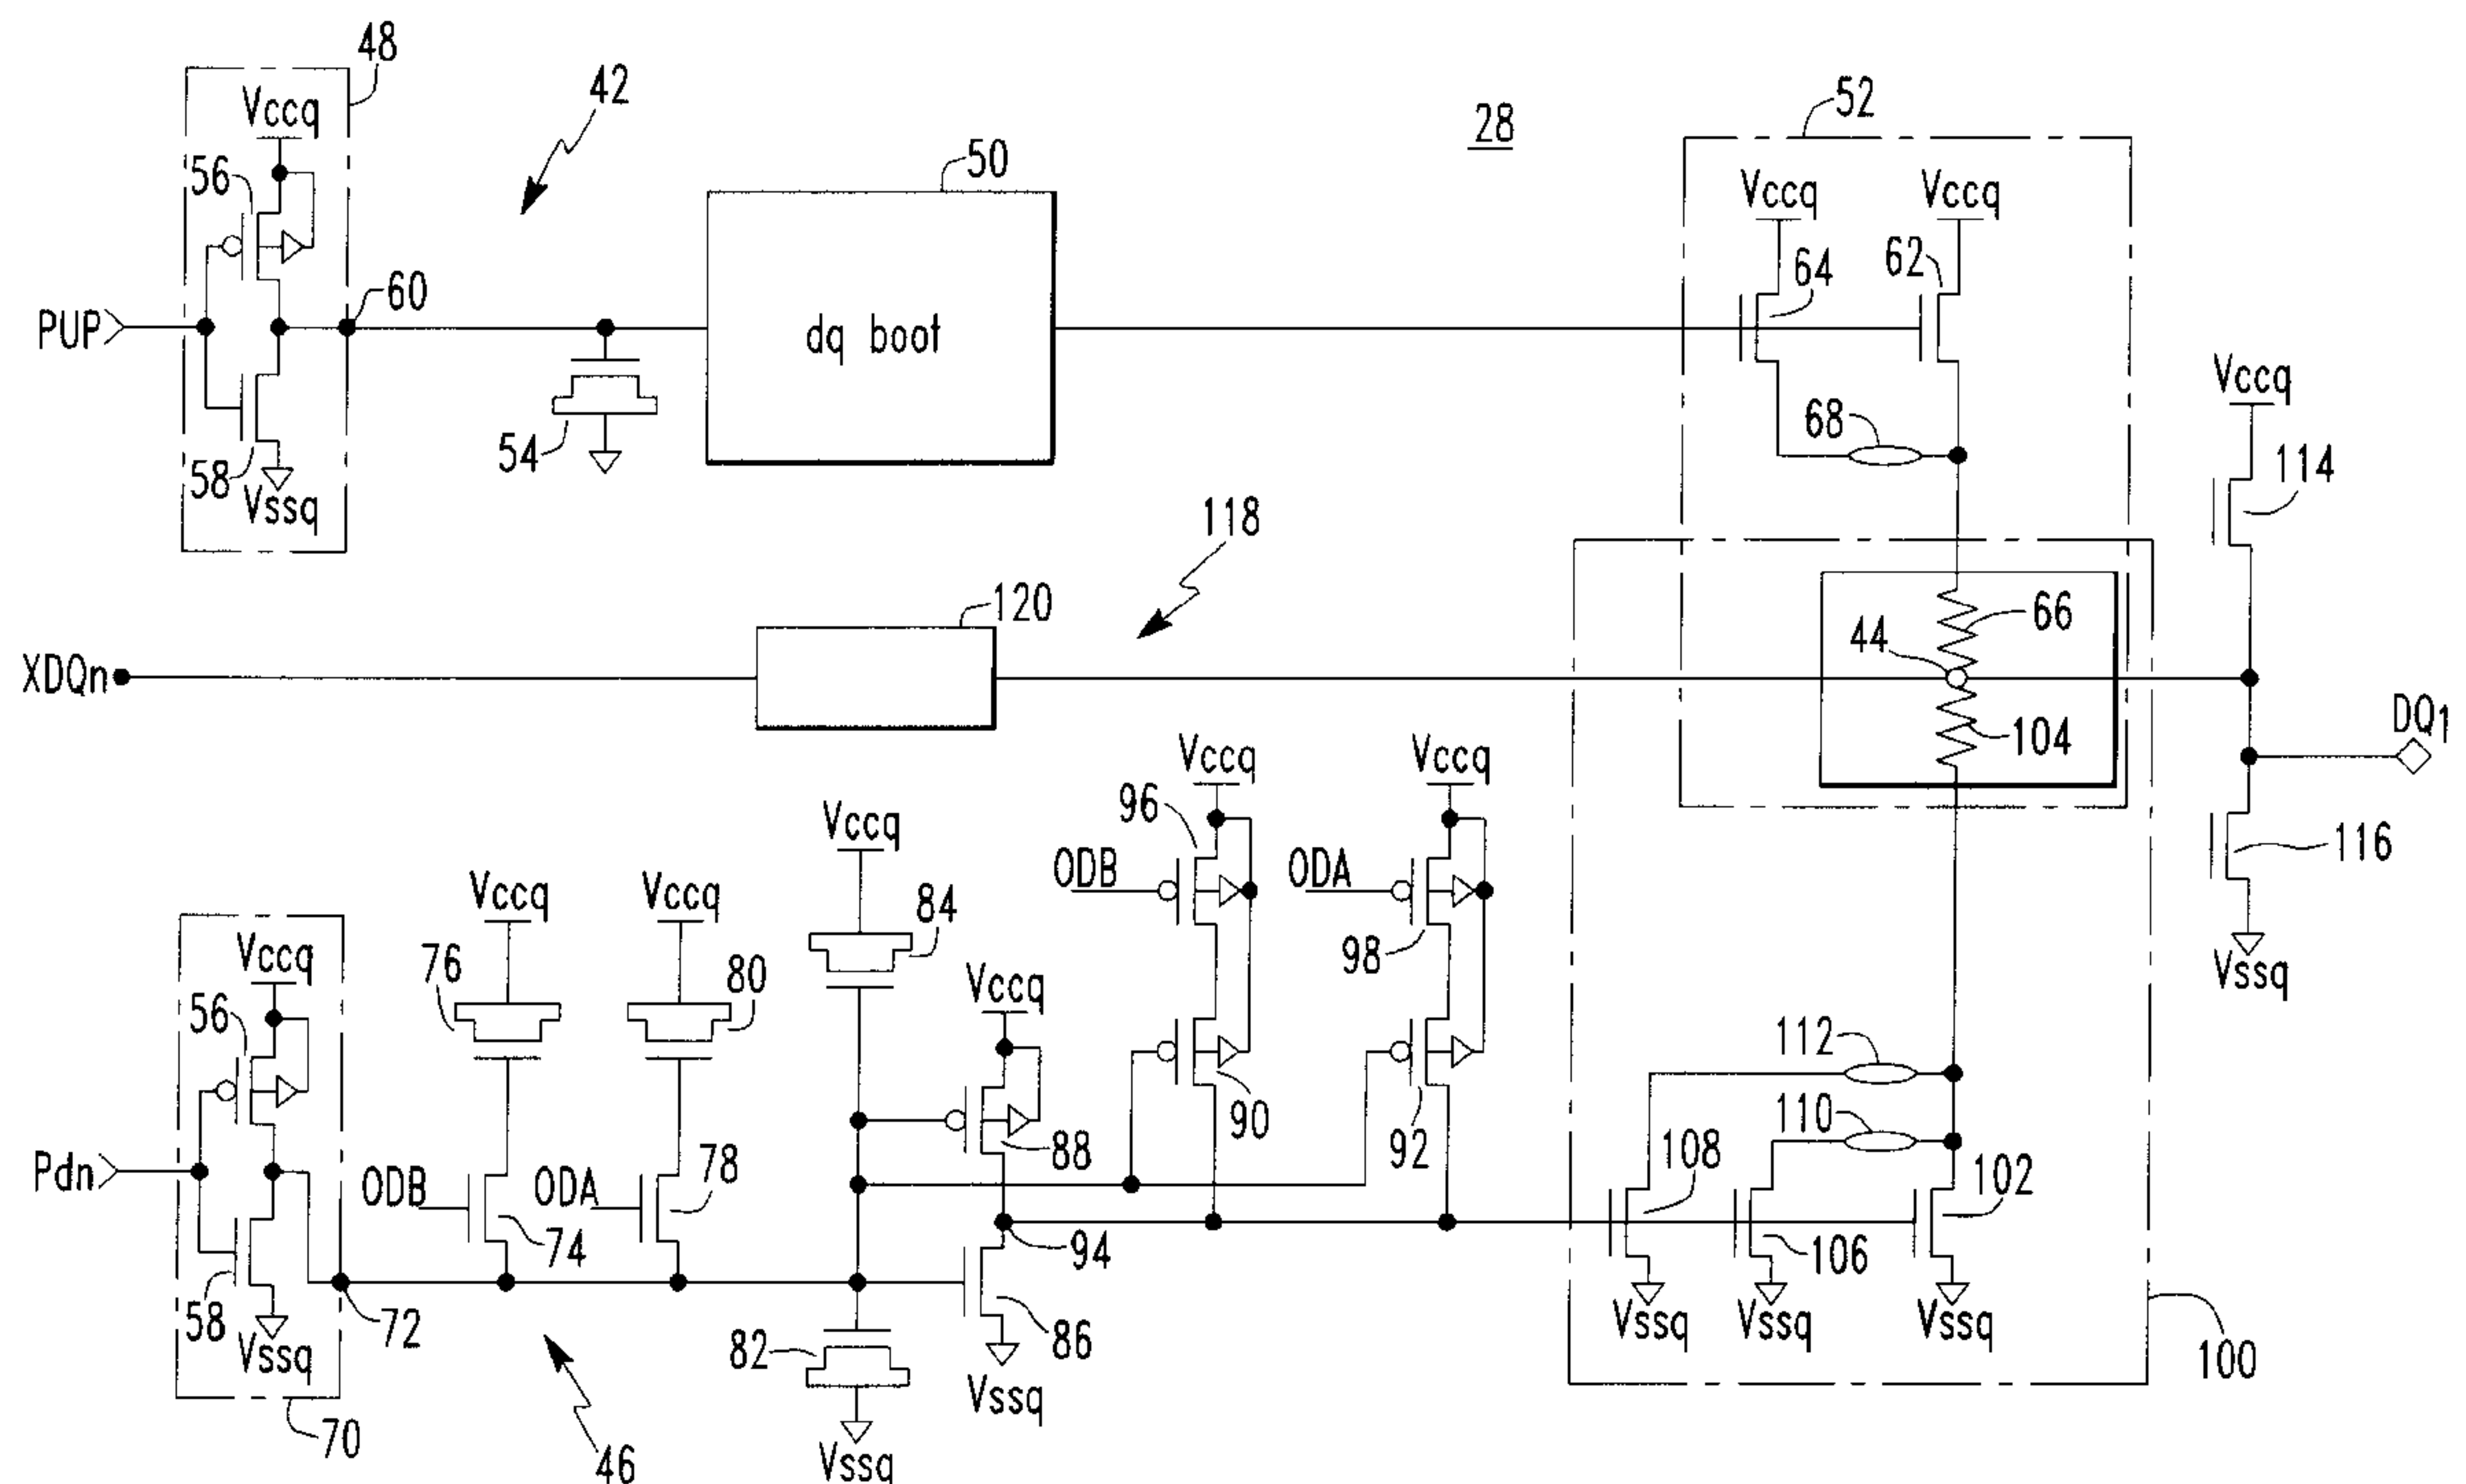 48
Vccq
42
28
52
56
50
Vccq
Vccq
64
62
PUP
60
dq boot
68
Vccq
54
58
Vssq
114
118
120
66
44
XDQn
104
DQ1
Vccq
Vccq
96
Vccq
ODB
ODA
116
Vccq
Vccq
84
Vccq
76
80
98
Vccq
Vssq
56
112
90
110
88
92
Pdn
ODB
ODA
78
108
102
74
94
106
58
72
82
86
Vssq
Vssq
Vssq
Vssq
Vssq
100
70
Vssq
46